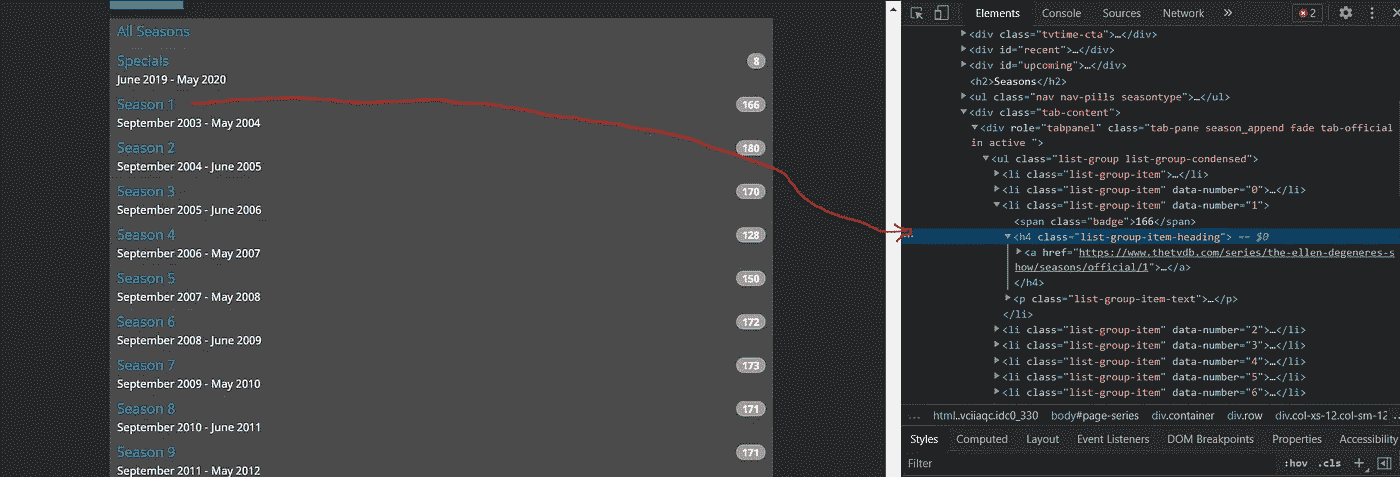 All Seasons
Specials
8
June 2019 - May 2020
Season 1
166
September 2003 - May 2004
Season 2
180
September 2004 - June 2005
Season 3
170
September 2005 - June 2006
Season 4
128
September 2006 - May 2007
Season 5
150
September 2007 - May 2008
Season 6
172
September 2008 - June 2009
Season 7
173
September 2009 - May 2010
Season 8
171
September 2010 - June 2011
Season 9
171
September 2011 - May 2012
Elements Console Sources Network » 2
<div class="tvtime-cta">…</div>
<div id="recent">…</div>
<div id="upcoming">…</div>
<h2>Seasons</h2>
<ul class="nav nav-pills seasontype">…</ul>
<div class="tab-content">
<div role="tabpanel" class="tab-pane season_append fade tab-official
in active ">
<ul class="list-group list-group-condensed">
<li class="list-group-item">…</li>
<li class="list-group-item" data-number="0">…</li>
<li class="list-group-item" data-number="1">
<span class="badge">166</span>
<h4 class="list-group-item-heading"> == $0
<a href="https://www.thetvdb.com/series/the-ellen-degeneres-s
how/seasons/official/1">…</a>
</h4>
<p class="list-group-item-text">…</p>
</li>
<li class="list-group-item" data-number="2">…</li>
<li class="list-group-item" data-number="3">…</li>
<li class="list-group-item" data-number="4">…</li>
<li class="list-group-item" data-number="5">…</li>
<li class="list-group-item" data-number="6">…</li>
... html..vciiaqc.idc0_330 body#page-series div.container div.row div.col-xs-12.col-sm-12 ...
Styles Computed Layout Event Listeners DOM Breakpoints Properties Accessibility
Filter :hov .cls +